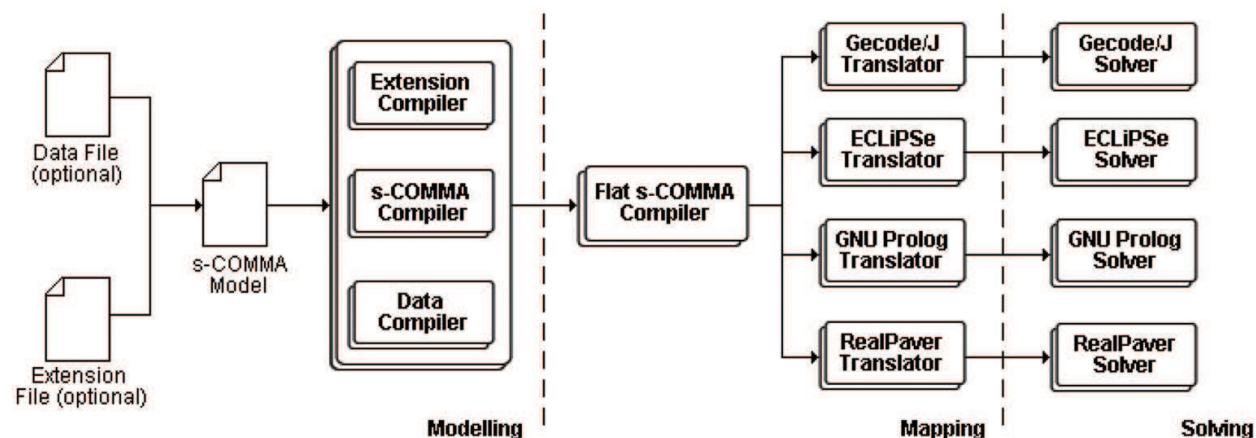 Data File
(optional)
Extension
File (optional)
s-COMMA
Model
Extension
Compiler
s-COMMA
Compiler
Data
Compiler
Modelling
Flat s-COMMA
Compiler
Gecode/J
Translator
ECLiPSe
Translator
GNU Prolog
Translator
RealPaver
Translator
Mapping
Gecode/J
Solver
ECLiPSe
Solver
GNU Prolog
Solver
RealPaver
Solver
Solving